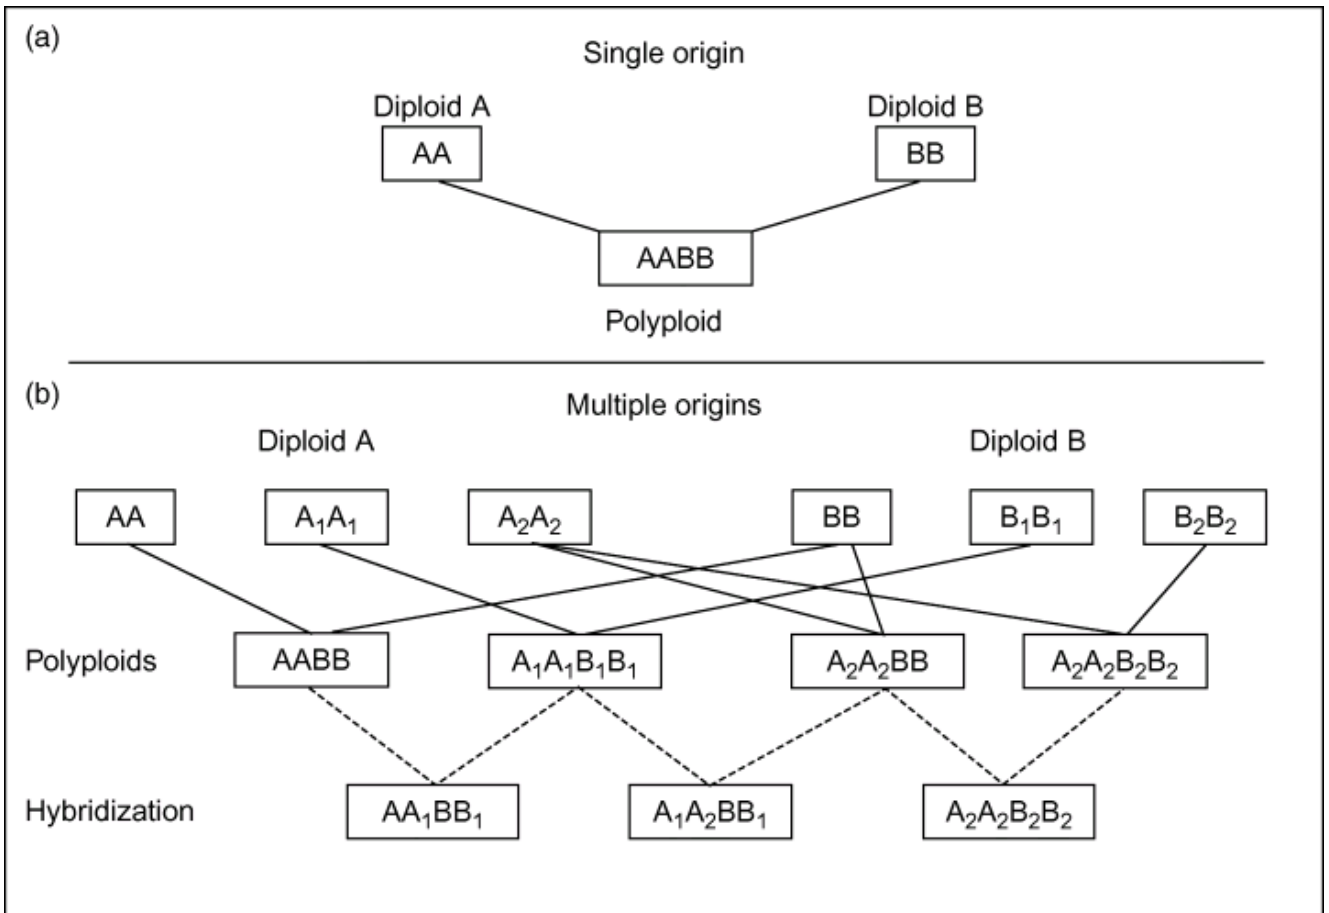 (a)
Single origin
Diploid A Diploid B
AA BB
AABB
Polyploid
(b)
Multiple origins
Diploid A Diploid B
AA A₁A₁ A₂A₂ BB B₁B₁ B₂B₂
Polyploids AABB A₁A₁B₁B₁ A₂A₂BB A₂A₂B₂B₂
Hybridization AA₁BB₁ A₁A₂BB₁ A₂A₂B₂B₂